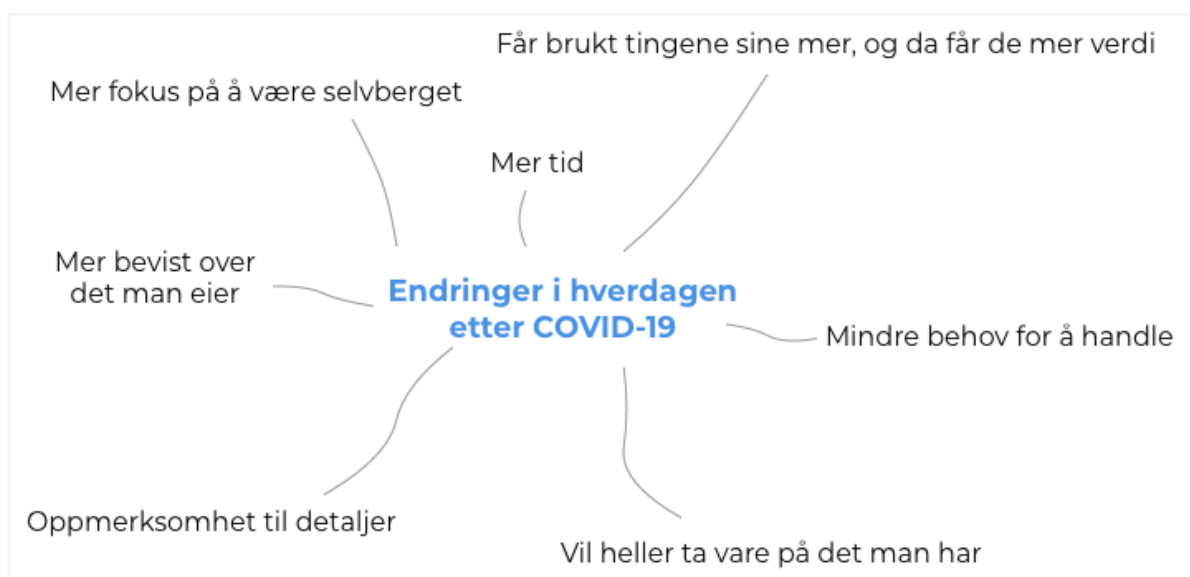 Får brukt tingene sine mer, og da får de mer verdi
Mer fokus på å være selvberget
Mer tid
Mer bevist over
det man eier
Endringer i hverdagen
etter COVID-19
Mindre behov for å handle
Oppmerksomhet til detaljer
Vil heller ta vare på det man har